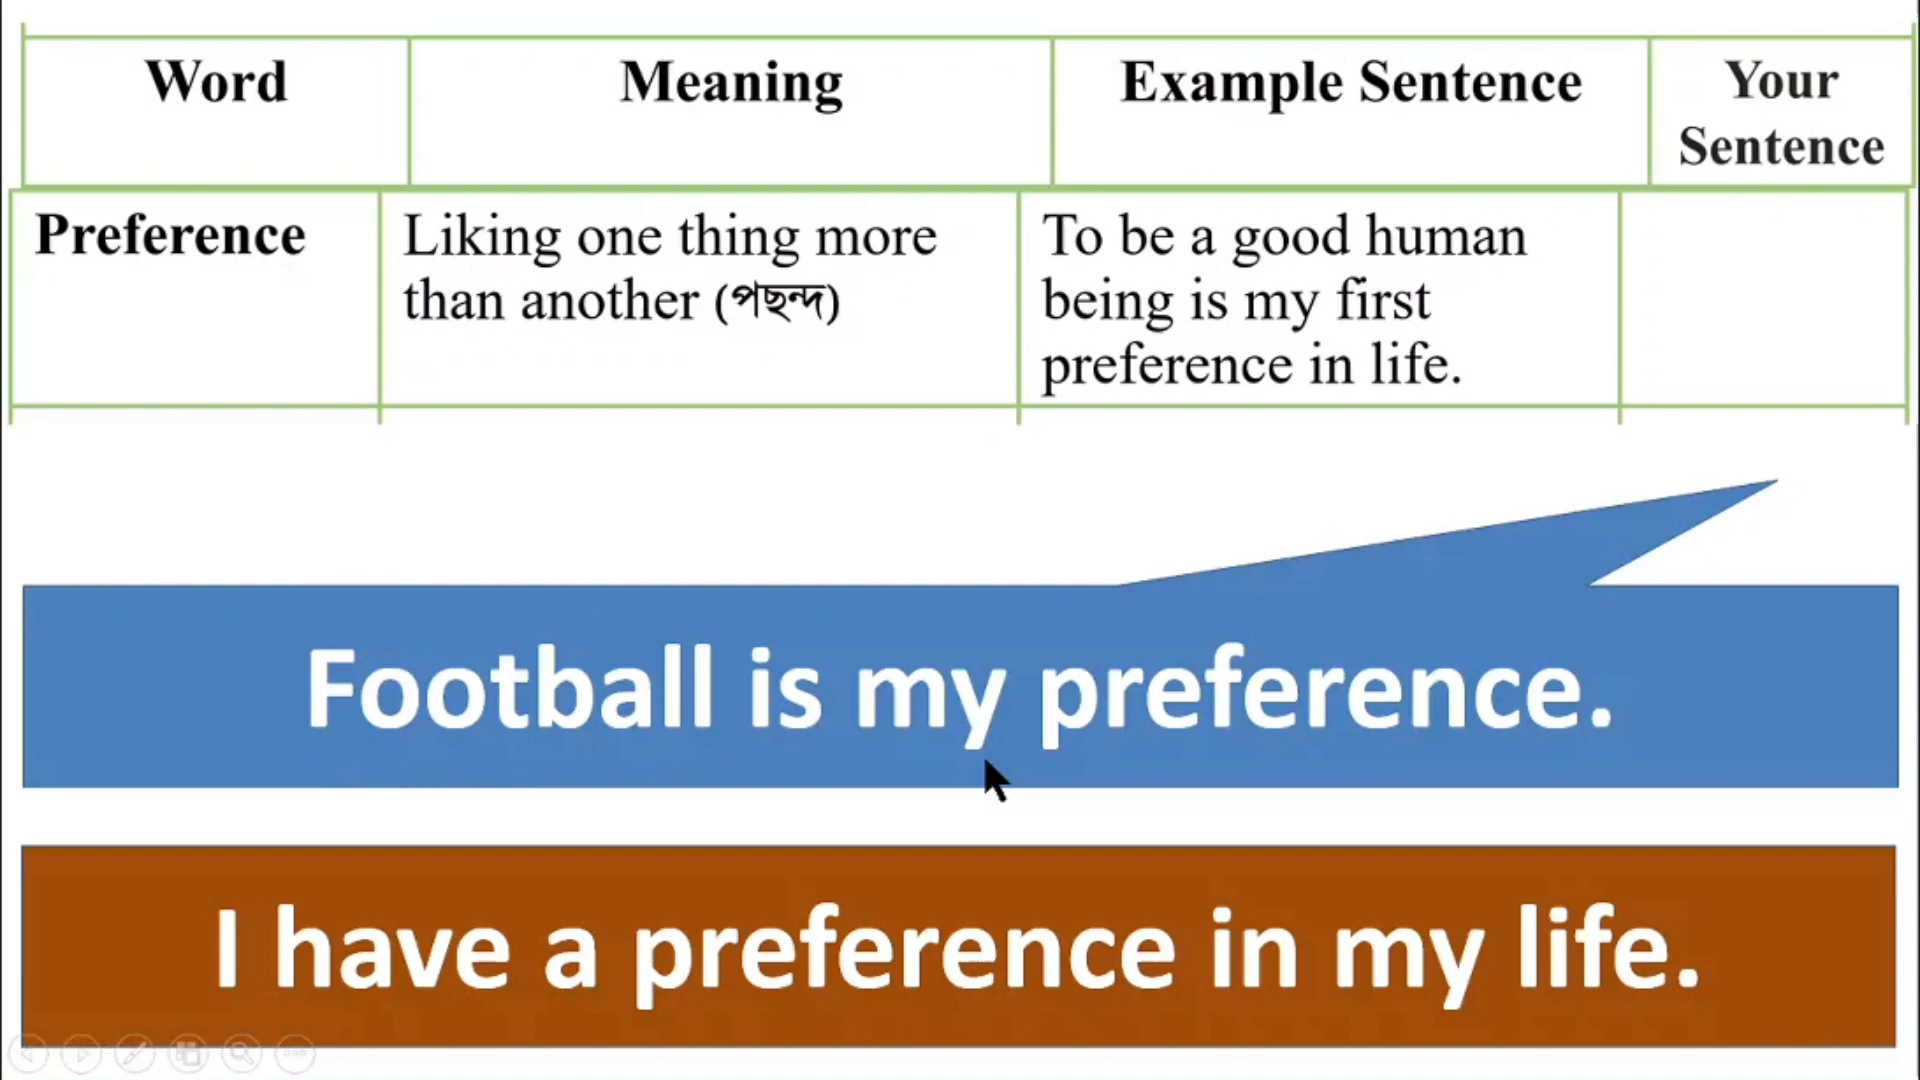 Word Meaning Example Sentence Your
Sentence
Preference Liking one thing more To be a good human
than another (পছন্দ) being is my first
preference in life.
Football is my preference.
I have a preference in my life.